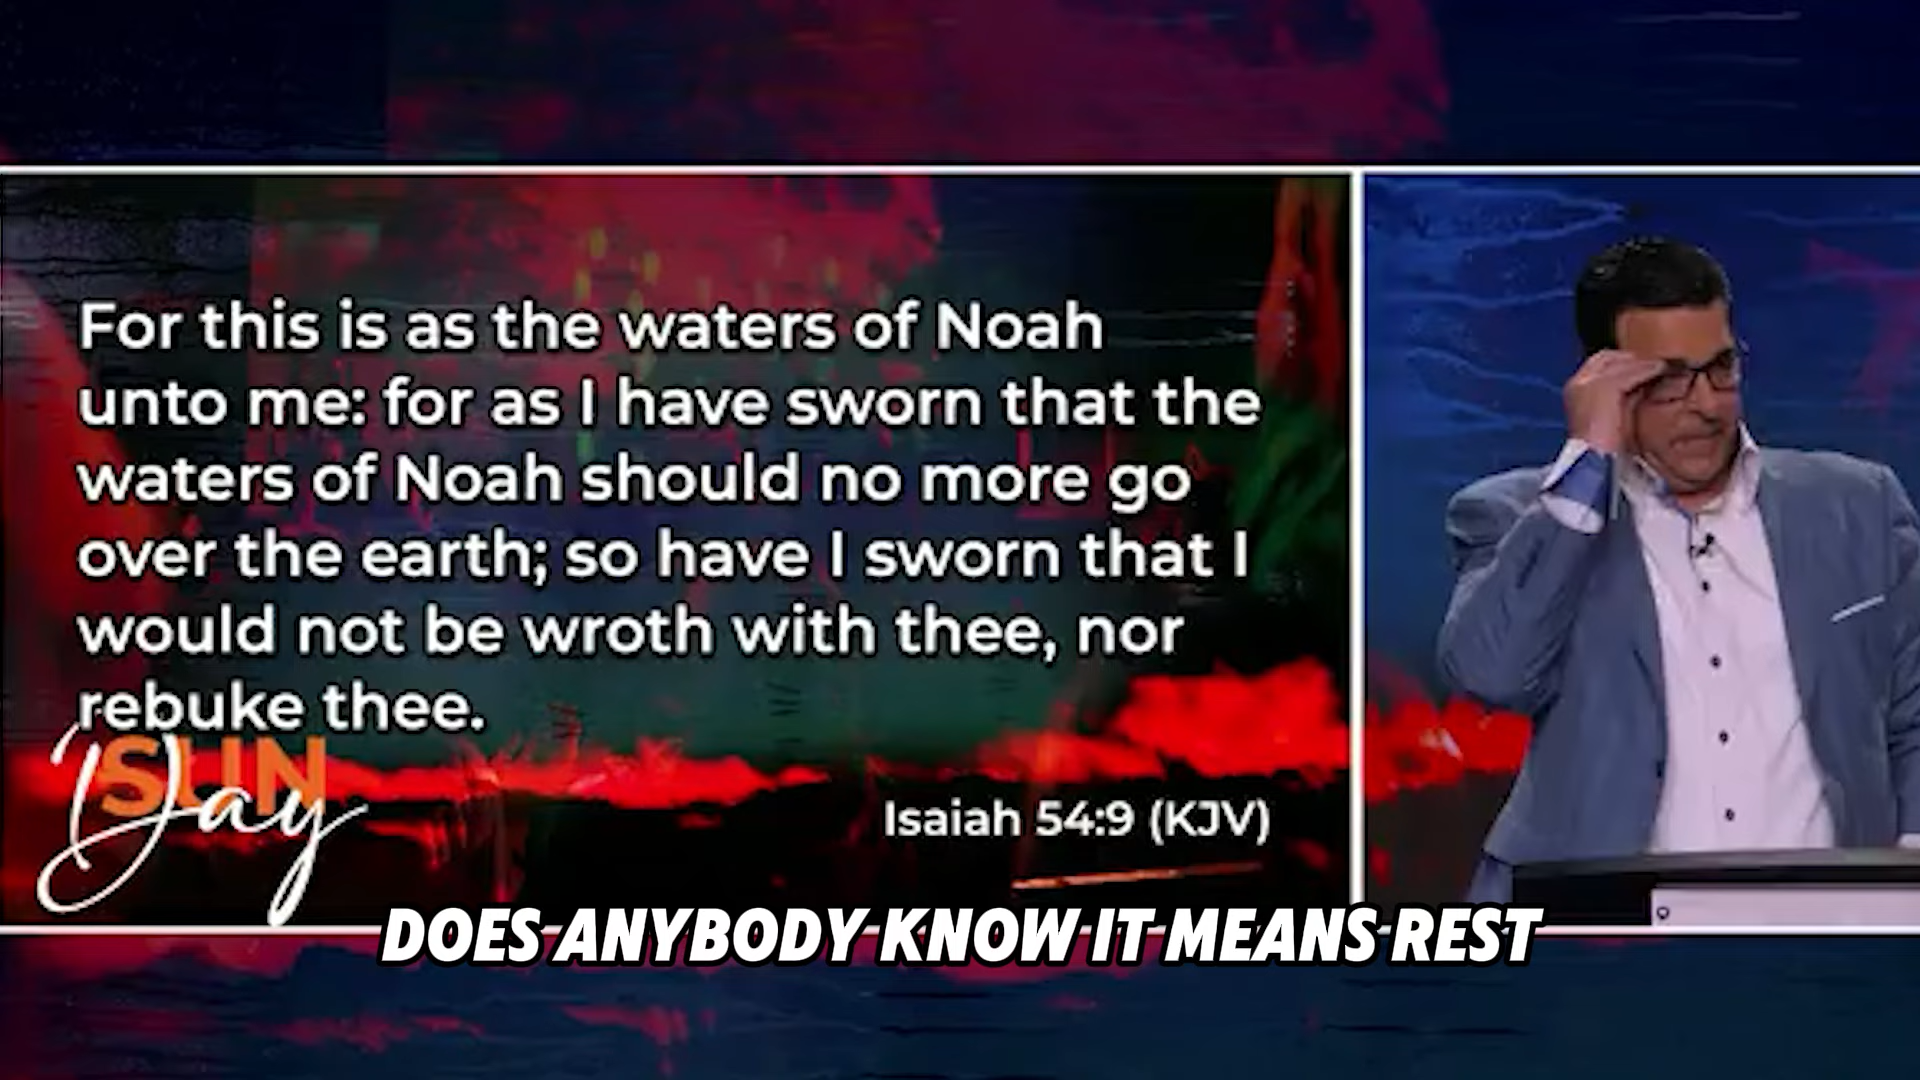 For this is as the waters of Noah
unto me: for as I have sworn that the
waters of Noah should no more go
over the earth; so have I sworn that I
would not be wroth with thee, nor
rebuke thee.
SUN
Day
Isaiah 54:9 (KJV)
DOES ANYBODY KNOW IT MEANS REST